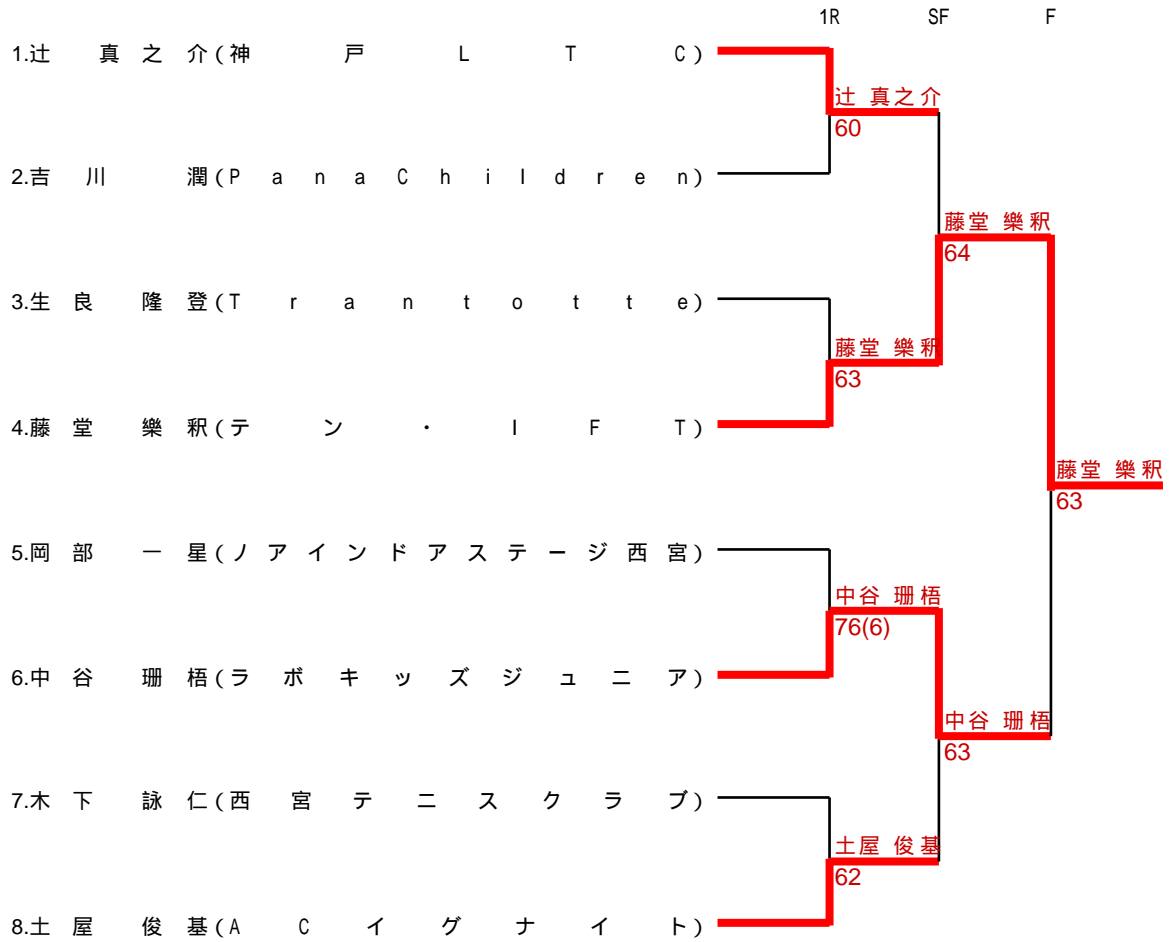 1R SF F
1.辻 真之介(神戸LTC)
辻 真之介
60
2.吉川 潤(PanaChildren)
藤堂 樂釈
64
3.生良 隆登(Trantotte)
藤堂 樂釈
63
4.藤堂 樂釈(テン・IFT)
藤堂 樂釈
63
5.岡部 一星(ノアインドアステージ西宮)
中谷 珊梧
76(6)
6.中谷 珊梧(ラボキッズジュニア)
中谷 珊梧
63
7.木下 詠仁(西宮テニスクラブ)
土屋 俊基
62
8.土屋 俊基(ACイグナイト)